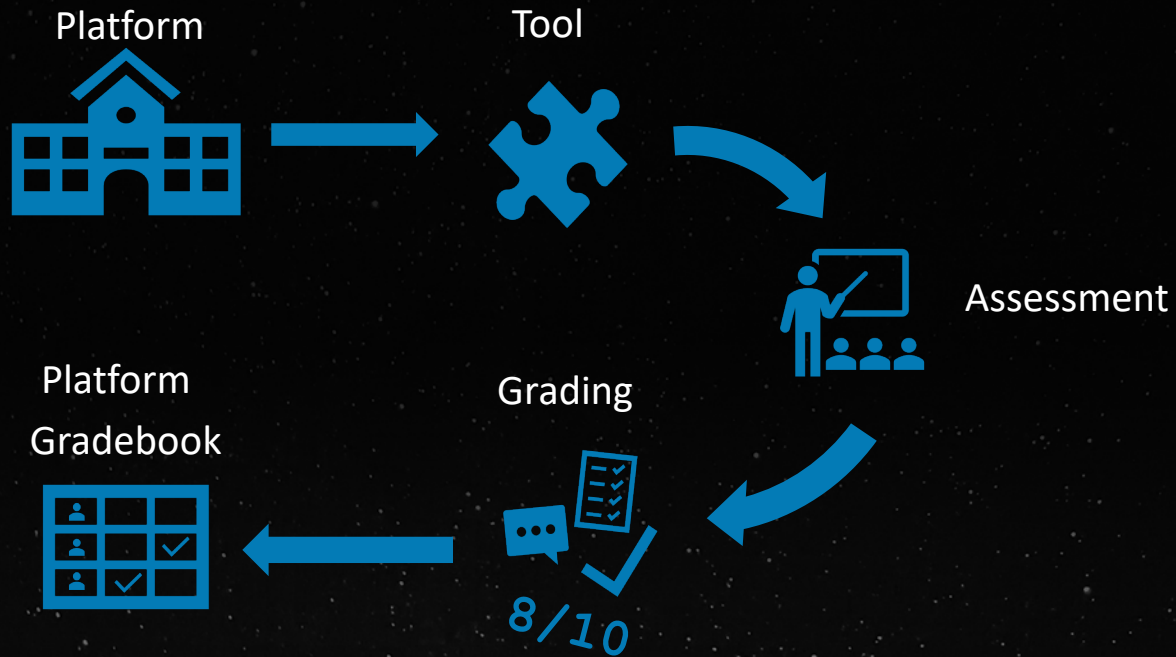 Platform
Tool
Assessment
Platform
Gradebook
Grading
8/10